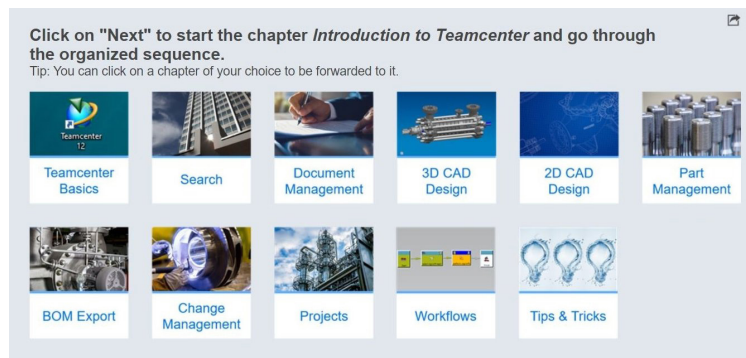 Click on "Next" to start the chapter Introduction to Teamcenter and go through
the organized sequence.
Tip: You can click on a chapter of your choice to be forwarded to it.
Teamcenter
12
Teamcenter
Basics
Search
Document
Management
3D CAD
Design
2D CAD
Design
Part
Management
BOM Export
Change
Management
Projects
Workflows
Tips & Tricks